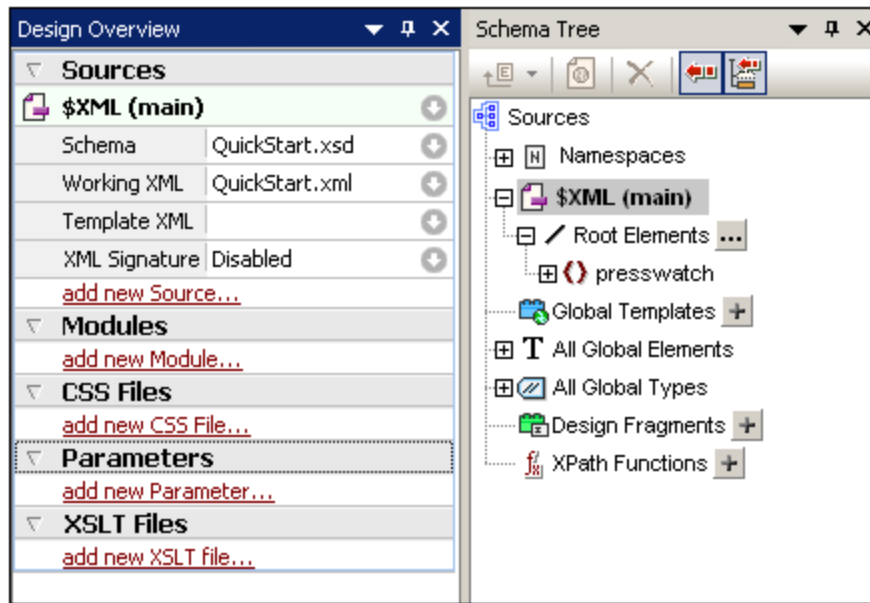 Design Overview
Sources
$XML (main)
Schema QuickStart.xsd
Working XML QuickStart.xml
Template XML
XML Signature Disabled
add new Source...
Modules
add new Module...
CSS Files
add new CSS File...
Parameters
add new Parameter...
XSLT Files
add new XSLT file...
Schema Tree
Sources
Namespaces
$XML (main)
Root Elements ...
presswatch
Global Templates +
All Global Elements
All Global Types
Design Fragments +
XPath Functions +